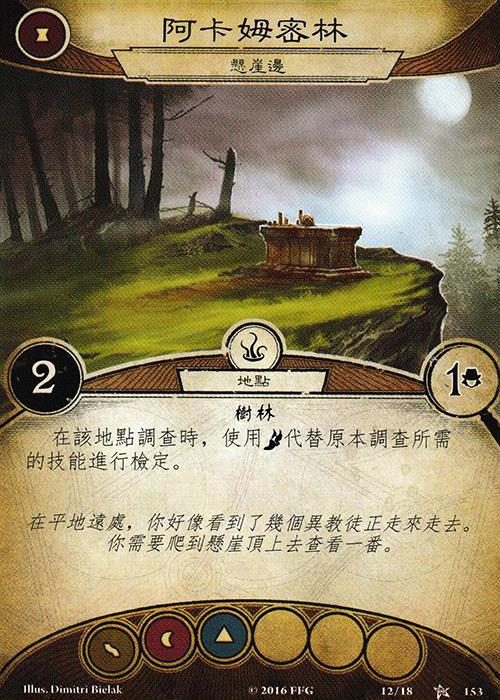 阿卡姆密林
懸崖邊
2
地點
1
樹林
在該地點調查時，使用代替原本調查所需
的技能進行檢定。
在平地遠處，你好像看到了幾個異教徒正走來走去。
你需要爬到懸崖頂上去查看一番。
Illus. Dimitri Bielak
© 2016 FFG
12/18
153